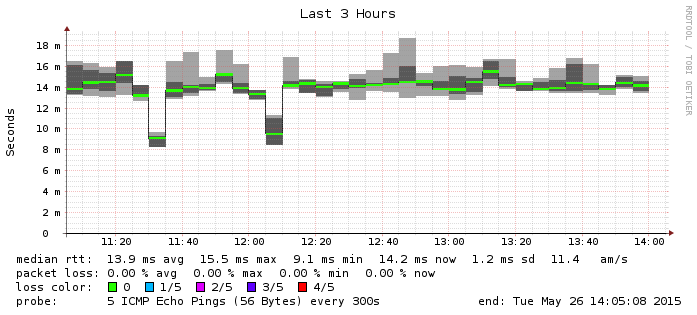 Last 3 Hours
RRDTOOL / TOBI OETIKER
Seconds
18 m
16 m
14 m
12 m
10 m
8 m
6 m
4 m
2 m
0
11:20 11:40 12:00 12:20 12:40 13:00 13:20 13:40 14:00
median rtt: 13.9 ms avg 15.5 ms max 9.1 ms min 14.2 ms now 1.2 ms sd 11.4 am/s
packet loss: 0.00 % avg 0.00 % max 0.00 % min 0.00 % now
loss color: 0 1/5 2/5 3/5 4/5
probe: 5 ICMP Echo Pings (56 Bytes) every 300s end: Tue May 26 14:05:08 2015